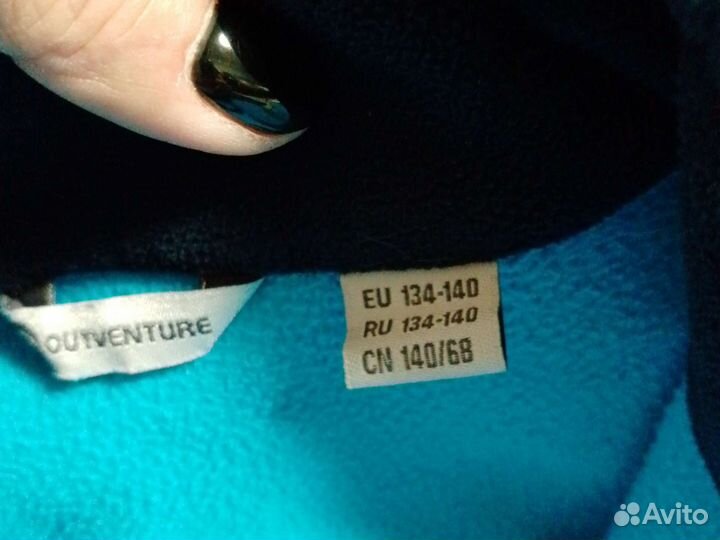 OUTVENTURE
EU 134-140
RU 134-140
CN 140/68
Avito